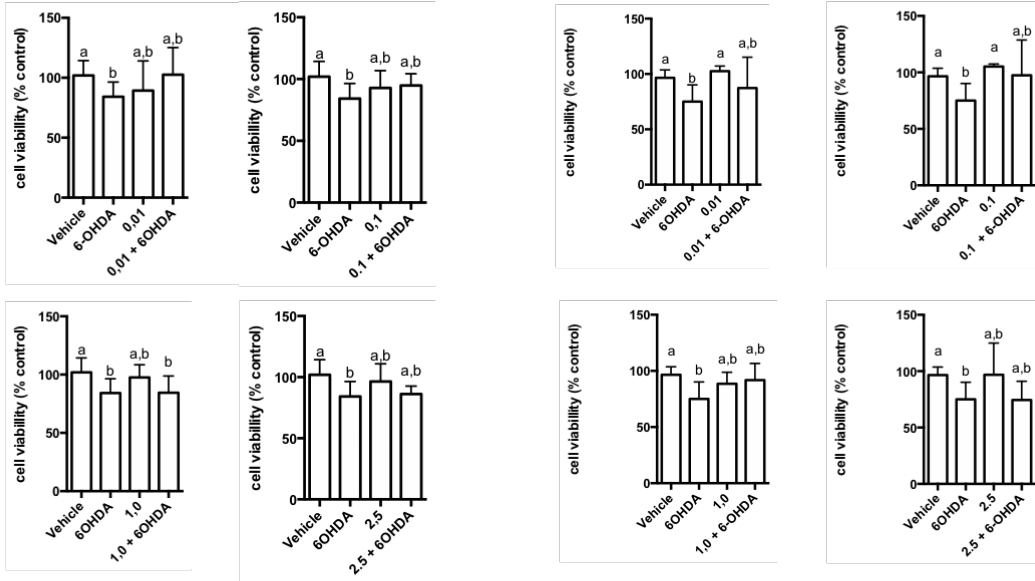 cell viability (% control)
150
100
50
0
a
b
a,b
a,b
Vehicle
6-OHDA
0,01
0,01 + 6OHDA
cell viability (% control)
150
100
50
0
a
b
a,b
a,b
Vehicle
6-OHDA
0,1
0.1 + 6OHDA
cell viability (% control)
150
100
50
0
a
b
a
a,b
Vehicle
6OHDA
0.01
0.01 + 6-OHDA
cell viability (% control)
150
100
50
0
a
b
a
a,b
Vehicle
6OHDA
0.1
0.1 + 6-OHDA
cell viability (% control)
150
100
50
0
a
b
a,b
b
Vehicle
6OHDA
1,0
1,0 + 6OHDA
cell viability (% control)
150
100
50
0
a
b
a,b
a,b
Vehicle
6OHDA
2.5
2.5 + 6OHDA
cell viability (% control)
150
100
50
0
a
b
a,b
a,b
Vehicle
6OHDA
1,0
1,0 + 6-OHDA
cell viability (% control)
150
100
50
0
a
b
a,b
a,b
Vehicle
6OHDA
2.5
2.5 + 6-OHDA